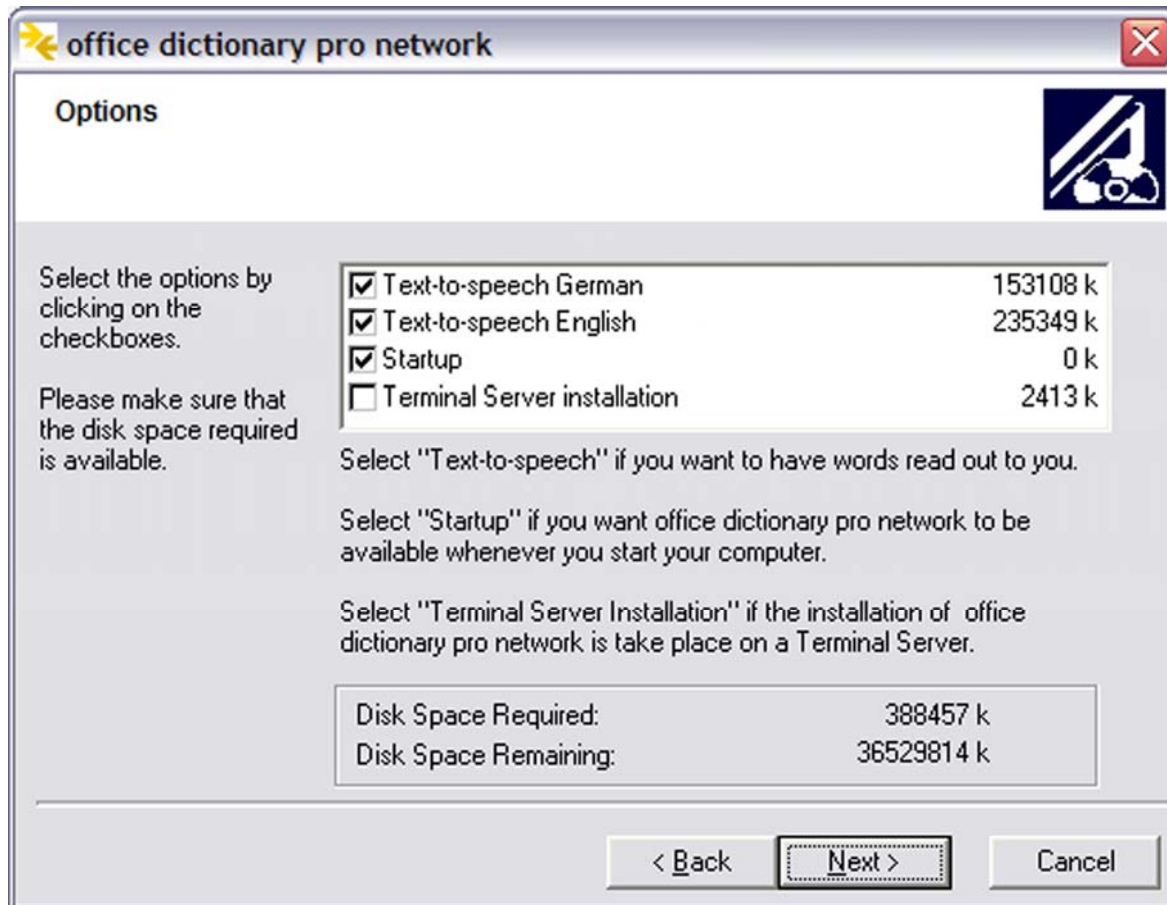 office dictionary pro network
Options
Select the options by
clicking on the
checkboxes.
Please make sure that
the disk space required
is available.
Text-to-speech German 153108 k
Text-to-speech English 235349 k
Startup 0 k
Terminal Server installation 2413 k
Select "Text-to-speech" if you want to have words read out to you.
Select "Startup" if you want office dictionary pro network to be
available whenever you start your computer.
Select "Terminal Server Installation" if the installation of office
dictionary pro network is take place on a Terminal Server.
Disk Space Required: 388457 k
Disk Space Remaining: 36529814 k
< Back Next > Cancel